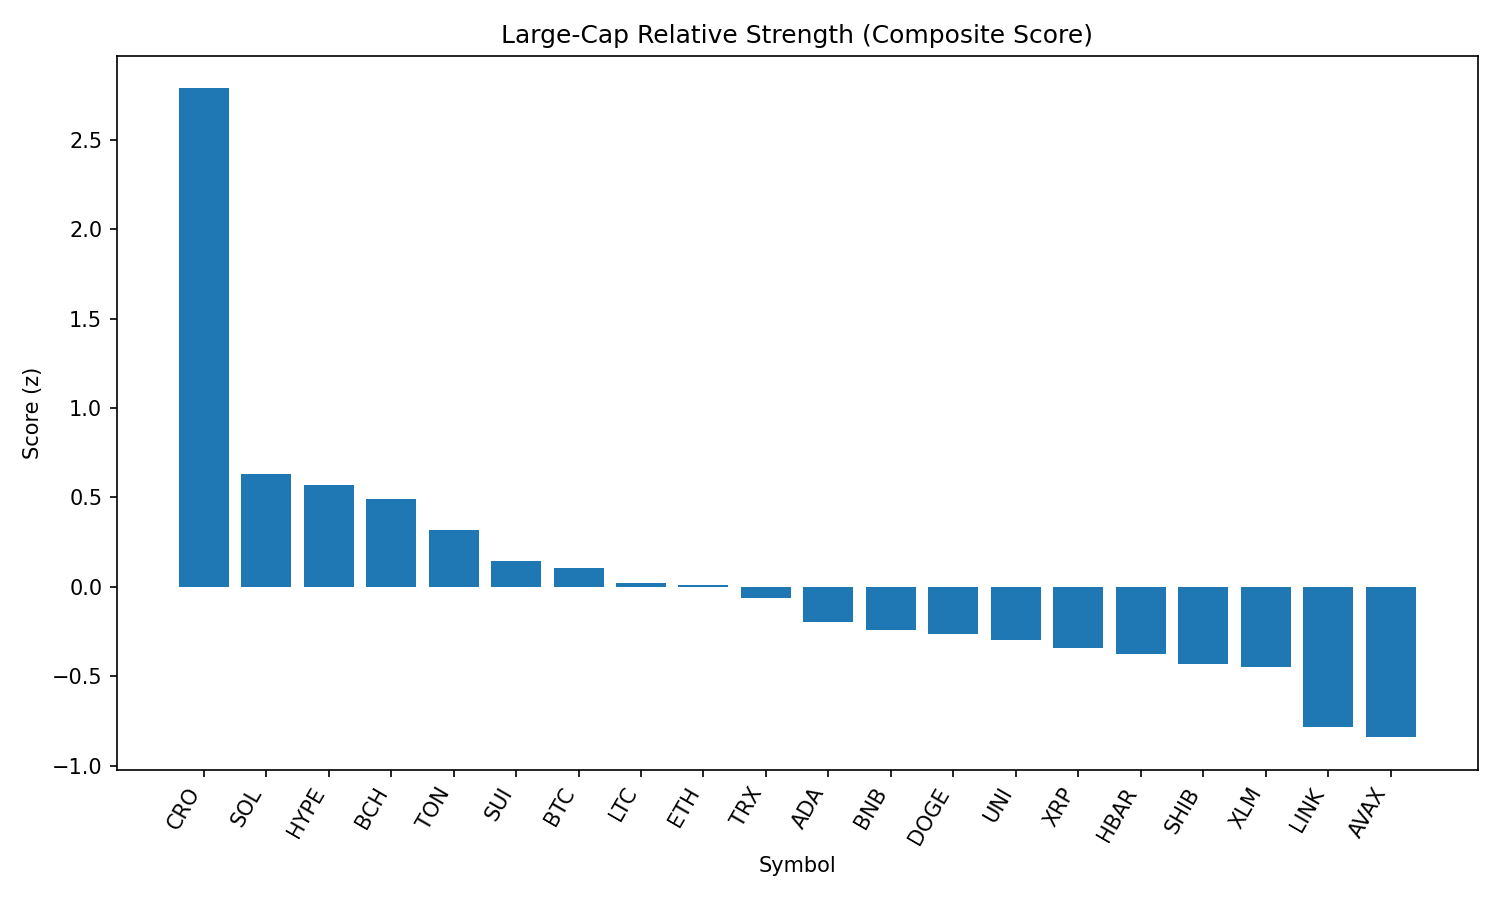 Large-Cap Relative Strength (Composite Score)
Score (z)
2.5
2.0
1.5
1.0
0.5
0.0
−0.5
−1.0
CRO
SOL
HYPE
BCH
TON
SUI
BTC
LTC
ETH
TRX
ADA
BNB
DOGE
UNI
XRP
HBAR
SHIB
XLM
LINK
AVAX
Symbol